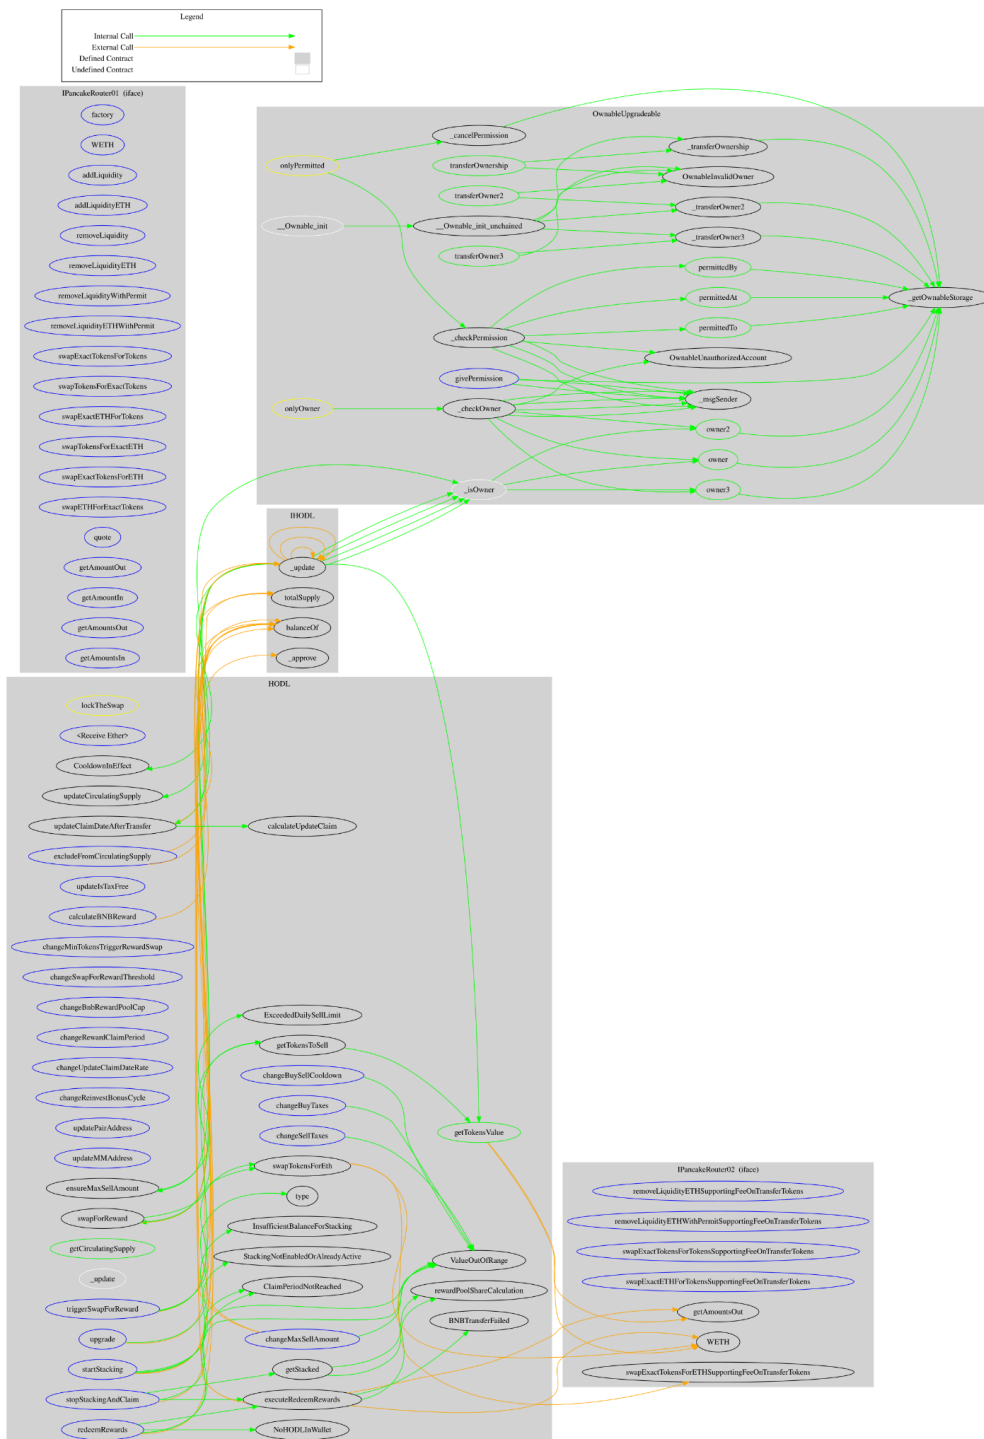 Legend
Internal Call
External Call
Defined Contract
Undefined Contract
IPancakeRouter01 (iface)
factory
WETH
addLiquidity
addLiquidityETH
removeLiquidity
removeLiquidityETH
removeLiquidityWithPermit
removeLiquidityETHWithPermit
swapExactTokensForTokens
swapTokensForExactTokens
swapExactETHForTokens
swapTokensForExactETH
swapExactTokensForETH
swapETHForExactTokens
quote
getAmountOut
getAmountIn
getAmountsOut
getAmountsIn
OwnableUpgradeable
onlyPermitted
__Ownable_init
onlyOwner
_cancelPermission
transferOwnership
transferOwner2
__Ownable_init_unchained
transferOwner3
_checkPermission
givePermission
_checkOwner
_isOwner
_transferOwnership
OwnableInvalidOwner
_transferOwner2
_transferOwner3
permittedBy
permittedAt
permittedTo
OwnableUnauthorizedAccount
_msgSender
owner2
owner
owner3
_getOwnableStorage
IHODL
_update
totalSupply
balanceOf
_approve
HODL
lockTheSwap
<Receive Ether>
CooldownInEffect
updateCirculatingSupply
updateClaimDateAfterTransfer
excludeFromCirculatingSupply
updateIsTaxFree
calculateBNBReward
changeMinTokensTriggerRewardSwap
changeSwapForRewardThreshold
changeBnbRewardPoolCap
changeRewardClaimPeriod
changeUpdateClaimDateRate
changeReinvestBonusCycle
updatePairAddress
updateMMAddress
ensureMaxSellAmount
swapForReward
getCirculatingSupply
_update
triggerSwapForReward
upgrade
startStacking
stopStackingAndClaim
redeemRewards
calculateUpdateClaim
ExceededDailySellLimit
getTokensToSell
changeBuySellCooldown
changeBuyTaxes
changeSellTaxes
swapTokensForEth
type
InsufficientBalanceForStacking
StackingNotEnabledOrAlreadyActive
ClaimPeriodNotReached
changeMaxSellAmount
getStacked
executeRedeemRewards
NoHODLInWallet
getTokensValue
ValueOutOfRange
rewardPoolShareCalculation
BNBTransferFailed
IPancakeRouter02 (iface)
removeLiquidityETHSupportingFeeOnTransferTokens
removeLiquidityETHWithPermitSupportingFeeOnTransferTokens
swapExactTokensForTokensSupportingFeeOnTransferTokens
swapExactETHForTokensSupportingFeeOnTransferTokens
getAmountsOut
WETH
swapExactTokensForETHSupportingFeeOnTransferTokens